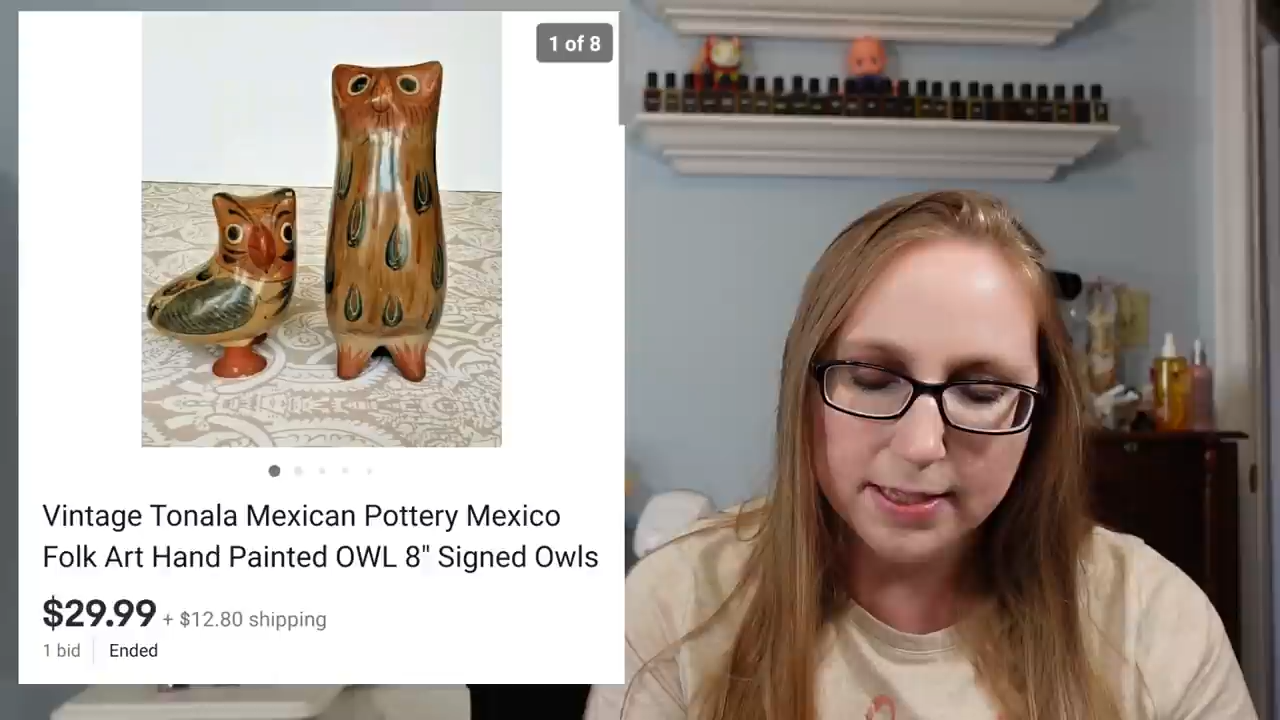 1 of 8
Vintage Tonala Mexican Pottery Mexico
Folk Art Hand Painted OWL 8" Signed Owls
$29.99 + $12.80 shipping
1 bid Ended